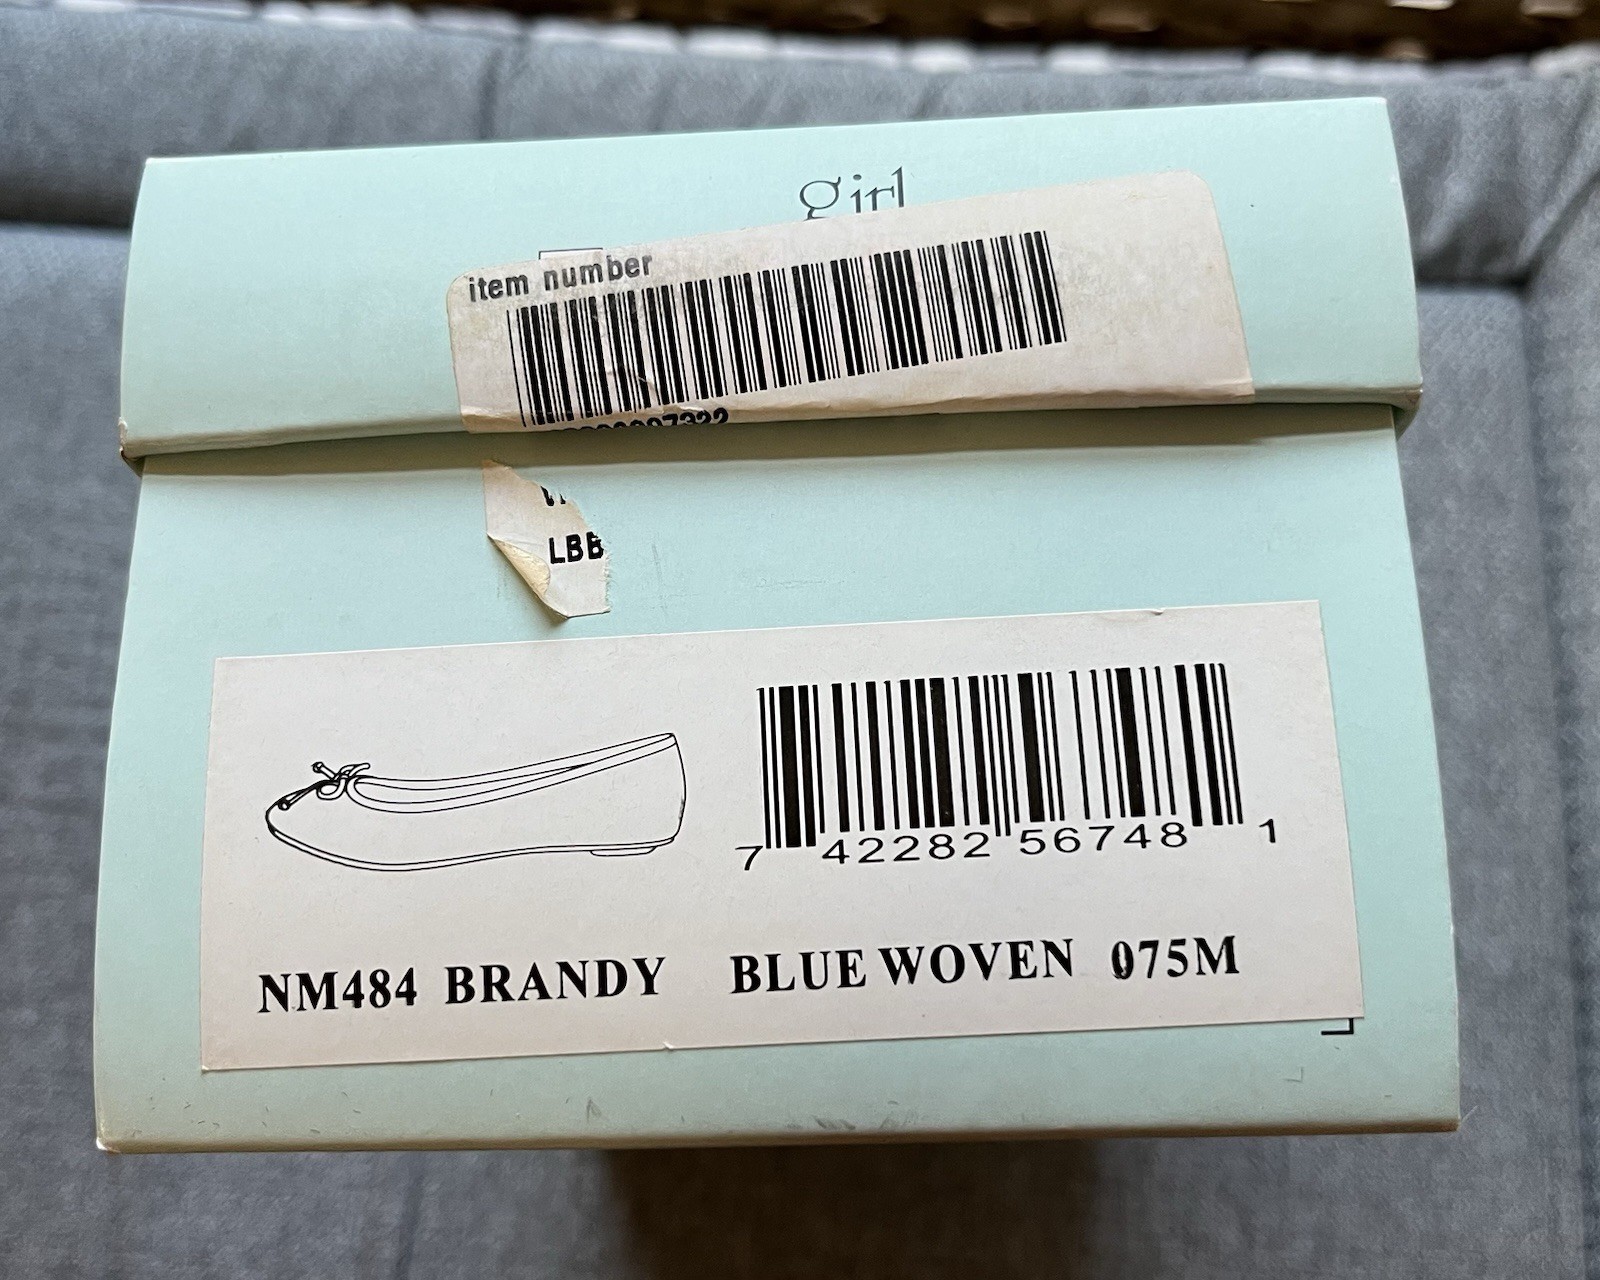 girl
item number
LBB
7 42282 56748 1
NM484 BRANDY BLUE WOVEN 075M